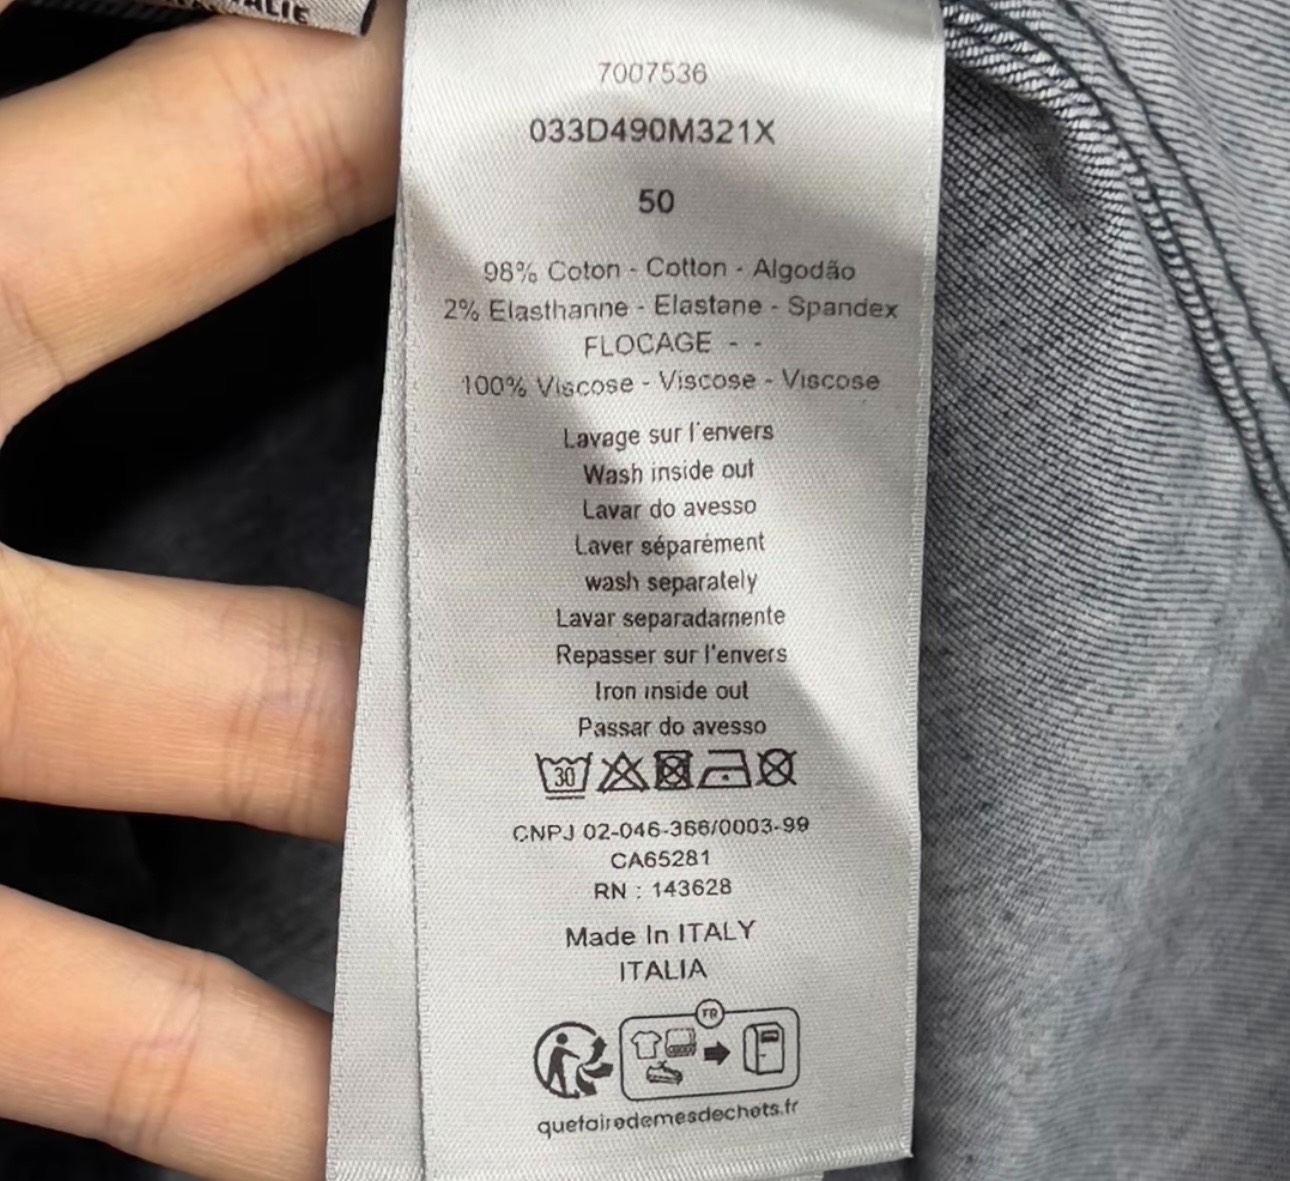 ALIE
7007536
033D490M321X
50
98% Coton - Cotton - Algodão
2% Elasthanne - Elastane - Spandex
FLOCAGE - -
100% Viscose - Viscose - Viscose
Lavage sur l'envers
Wash inside out
Lavar do avesso
Laver séparément
wash separately
Lavar separadamente
Repasser sur l'envers
Iron inside out
Passar do avesso
30
CNPJ 02-046-366/0003-99
CA65281
RN : 143628
Made In ITALY
ITALIA
FR
quefairedemesdechets.fr